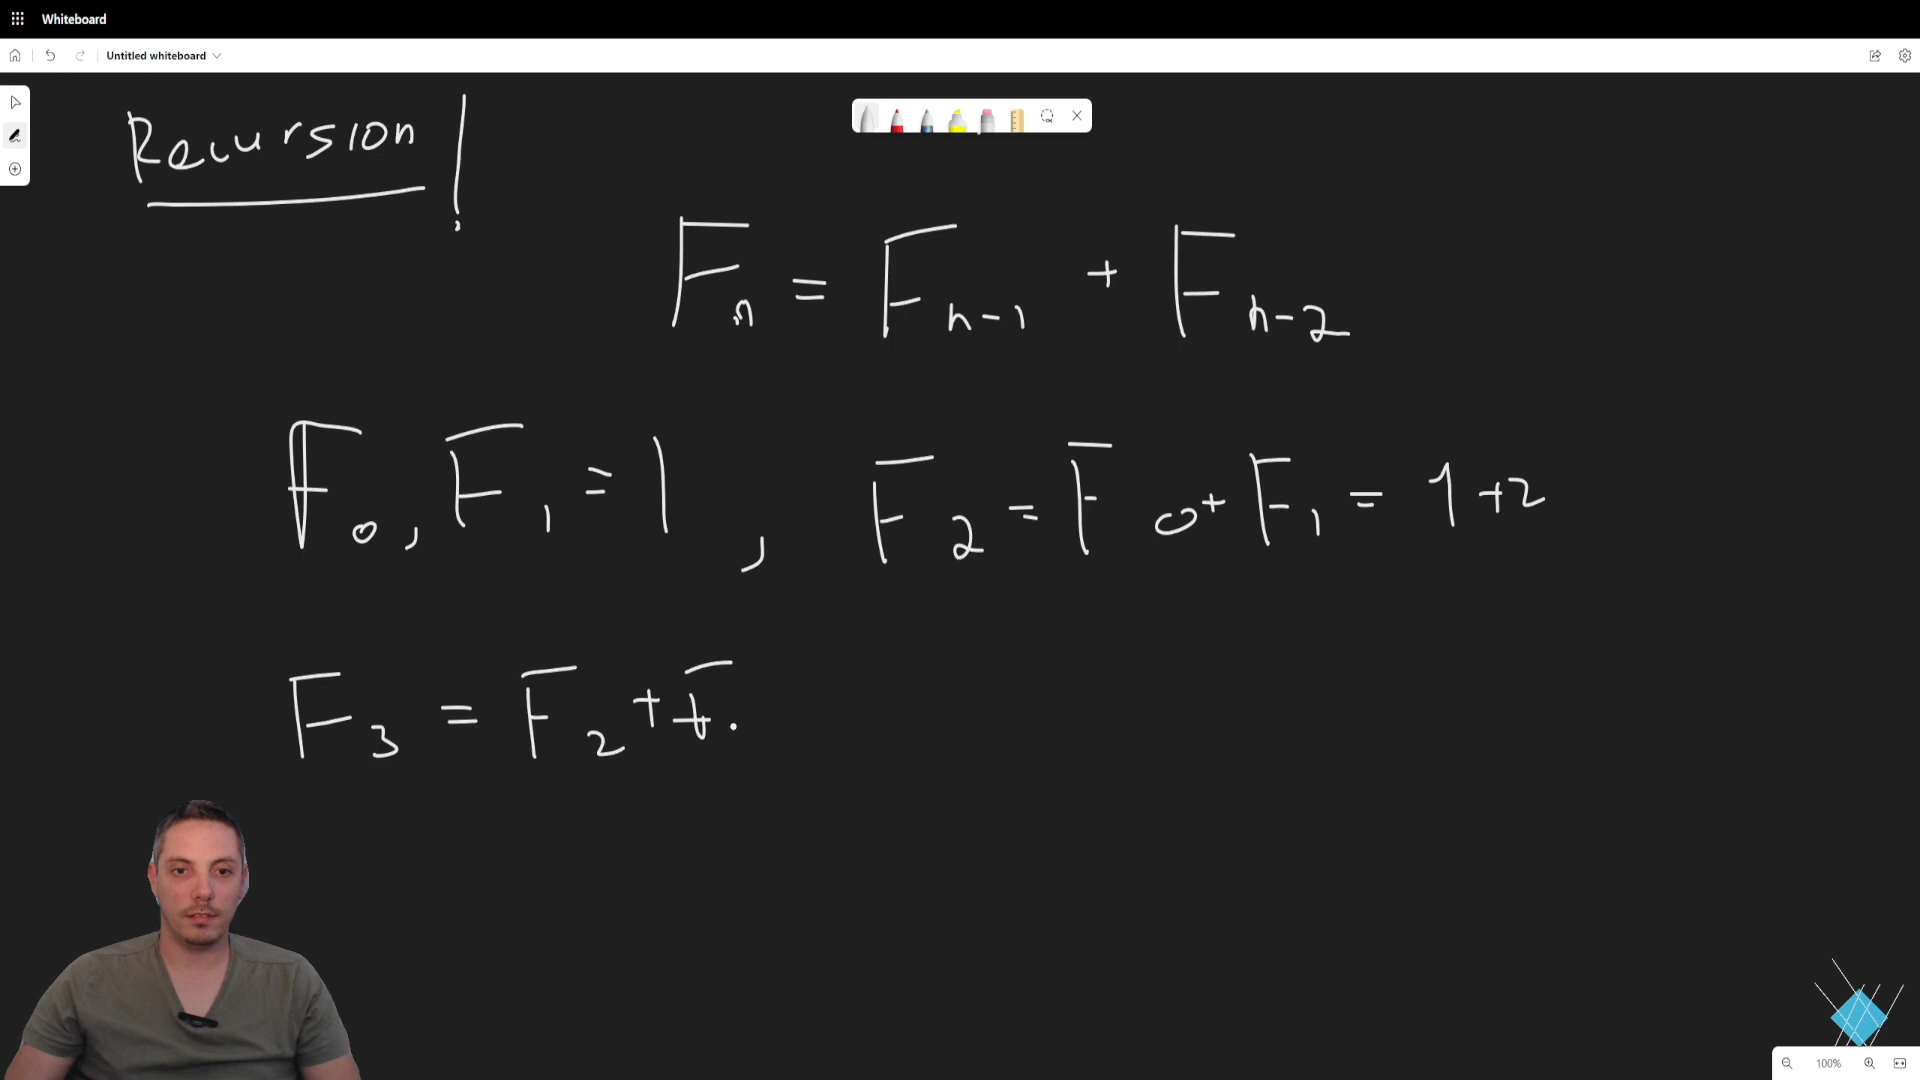 Whiteboard
Untitled whiteboard
Recursion!
Fn = Fn-1 + Fn-2
F0, F1 = 1, F2 = F0 + F1 = 1+2
F3 = F2 + F
100%